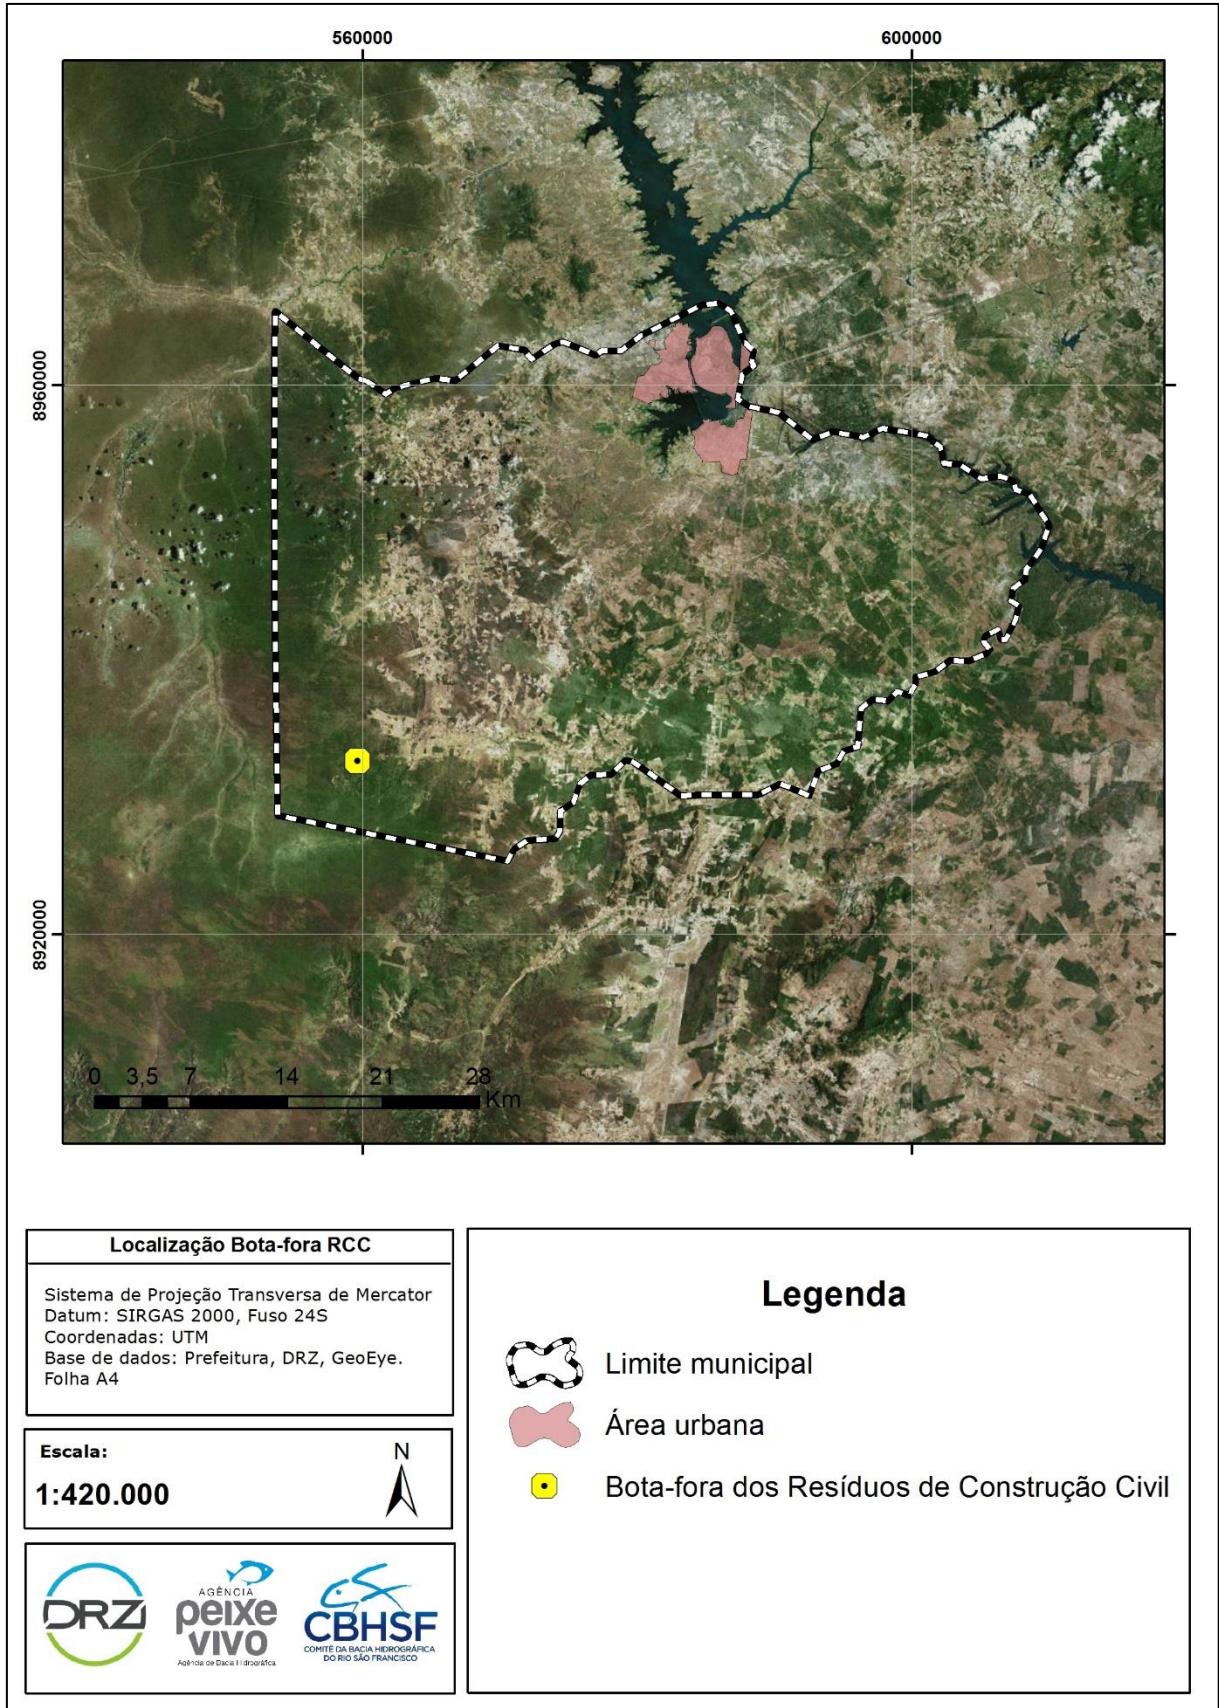 560000
600000
8960000
8920000
0 3,5 7 14 21 28
Km
Localização Bota-fora RCC
Sistema de Projeção Transversa de Mercator
Datum: SIRGAS 2000, Fuso 24S
Coordenadas: UTM
Base de dados: Prefeitura, DRZ, GeoEye.
Folha A4
Escala:
1:420.000
N
DRZ
AGÊNCIA
peixe
vivo
Agência de Bacia Hidrográfica
CBHSF
COMITÊ DA BACIA HIDROGRÁFICA
DO RIO SÃO FRANCISCO
Legenda
Limite municipal
Área urbana
Bota-fora dos Resíduos de Construção Civil